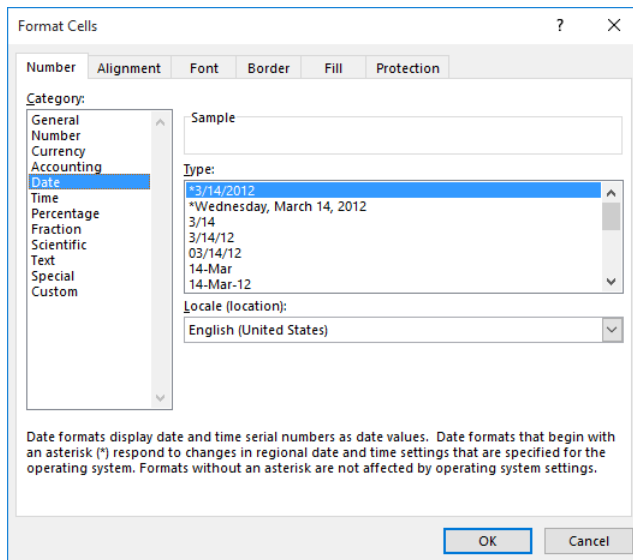 Format Cells
?
Number Alignment Font Border Fill Protection
Category:
General
Number
Currency
Accounting
Date
Time
Percentage
Fraction
Scientific
Text
Special
Custom
Sample
Type:
*3/14/2012
*Wednesday, March 14, 2012
3/14
3/14/12
03/14/12
14-Mar
14-Mar-12
Locale (location):
English (United States)
Date formats display date and time serial numbers as date values.  Date formats that begin with
an asterisk (*) respond to changes in regional date and time settings that are specified for the
operating system. Formats without an asterisk are not affected by operating system settings.
OK Cancel